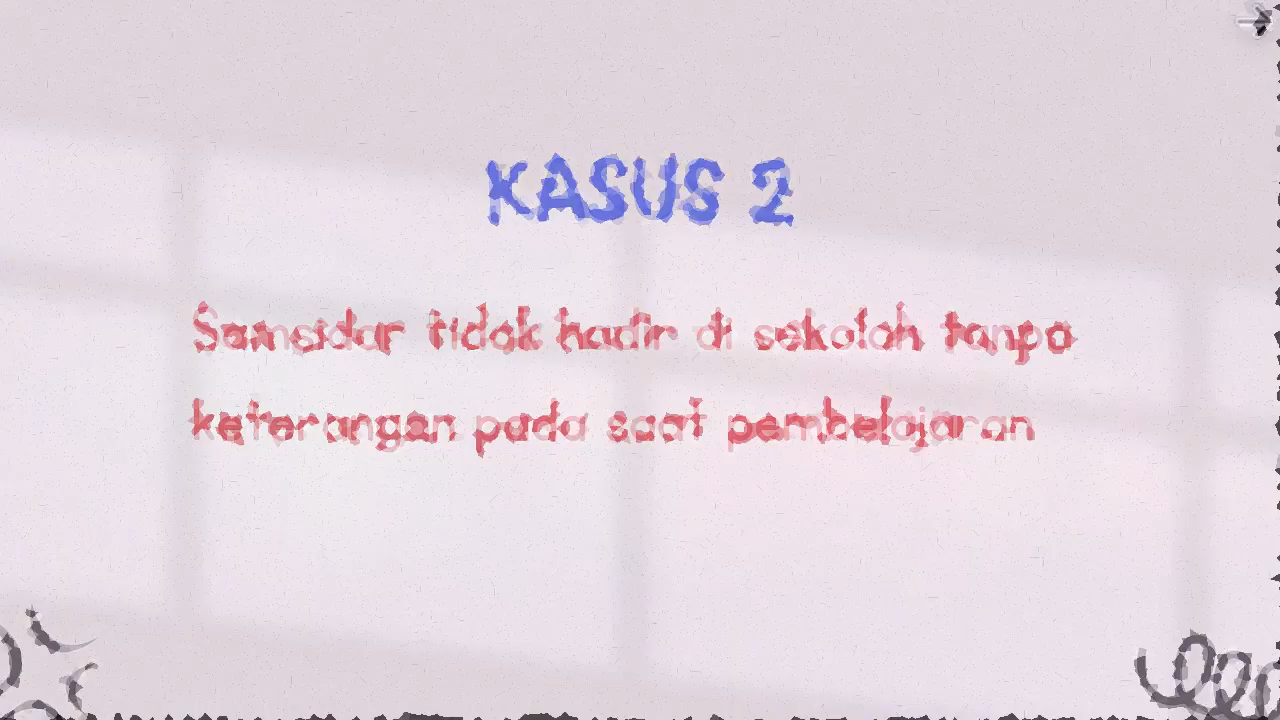 KASUS 2
Samsidar tidak hadir di sekolah tanpa
keterangan pada saat pembelajaran